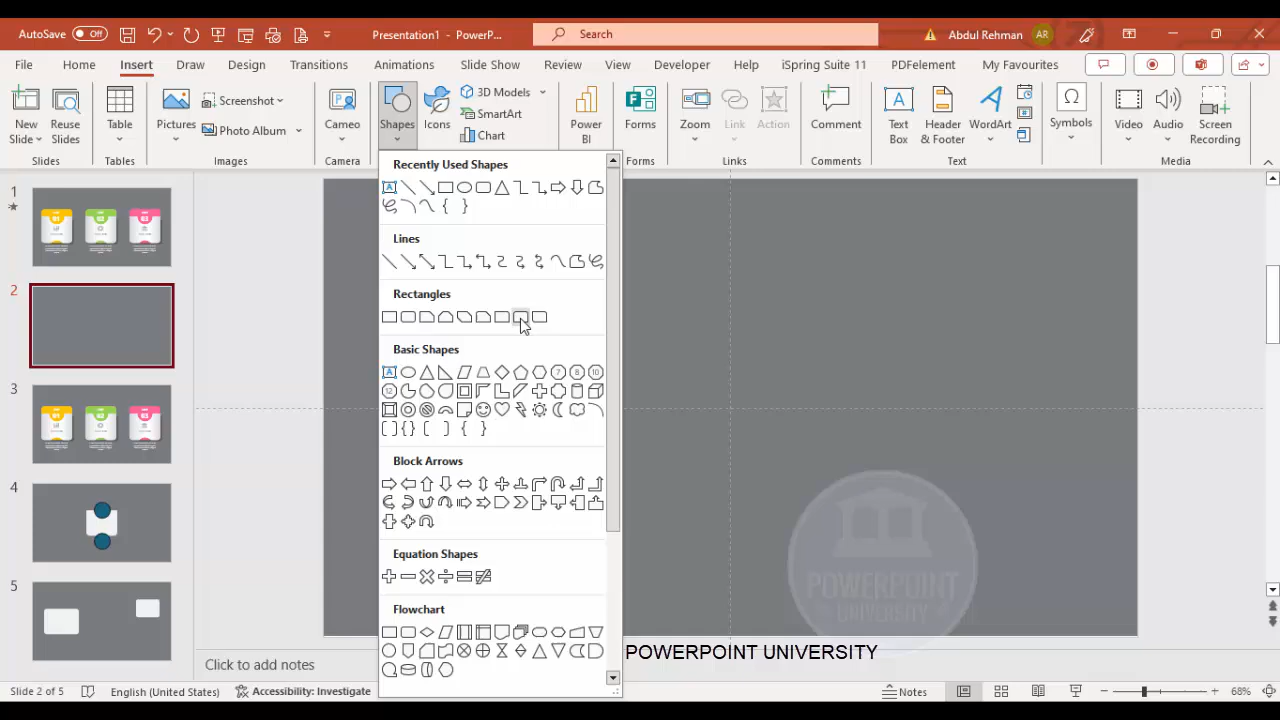 AutoSave Off Presentation1 - PowerP... Search Abdul Rehman AR
File Home Insert Draw Design Transitions Animations Slide Show Review View Developer Help iSpring Suite 11 PDFelement My Favourites
New Slide
Reuse Slides
Table
Pictures
Screenshot
Photo Album
Cameo
Shapes
Icons
3D Models
SmartArt
Chart
Power BI
Forms
Zoom
Link
Action
Comment
Text Box
Header & Footer
WordArt
Symbols
Video
Audio
Screen Recording
Slides Tables Images Camera Forms Links Comments Text Media
Recently Used Shapes
Lines
Rectangles
Basic Shapes
Block Arrows
Equation Shapes
Flowchart
1
2
3
4
5
POWERPOINT
UNIVERSITY
Click to add notes
POWERPOINT UNIVERSITY
Slide 2 of 5 English (United States) Accessibility: Investigate Notes 68%